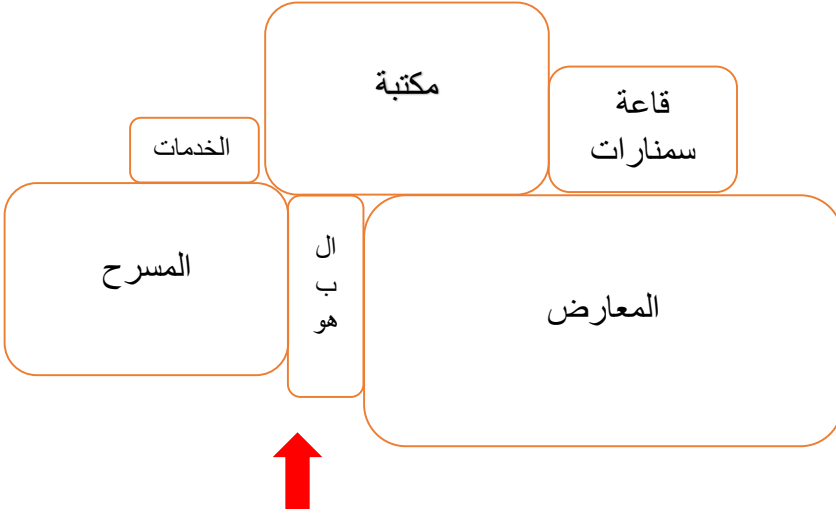 مكتبة
قاعة
سمنارات
الخدمات
المسرح
ال
ب
هو
المعارض